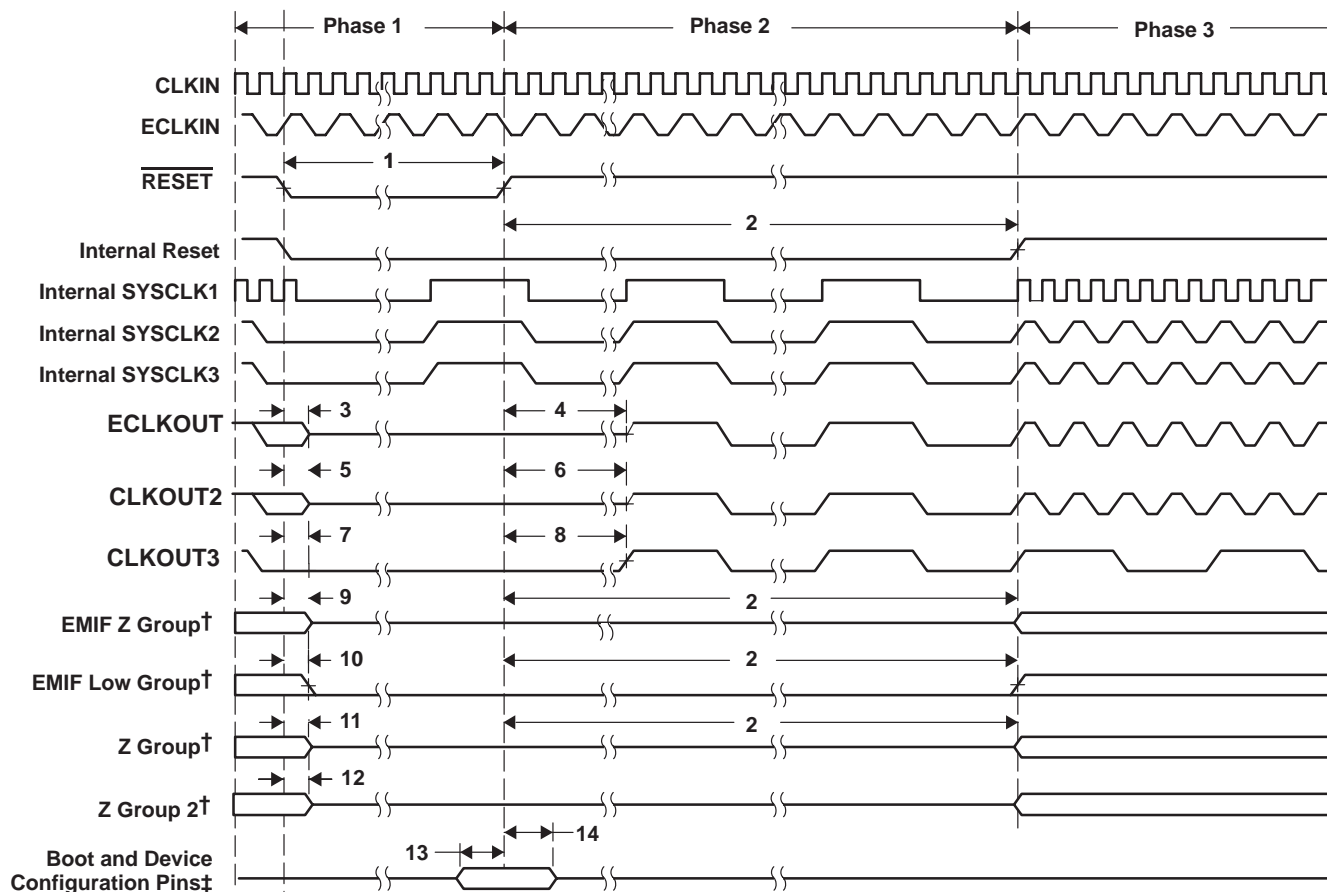 Phase 1 Phase 2 Phase 3
CLKIN
ECLKIN
1
RESET
2
Internal Reset
Internal SYSCLK1
Internal SYSCLK2
Internal SYSCLK3
3 4
ECLKOUT
5 6
CLKOUT2
7 8
CLKOUT3
9 2
EMIF Z Group†
10 2
EMIF Low Group†
11 2
Z Group†
12
Z Group 2†
14
13
Boot and Device
Configuration Pins‡